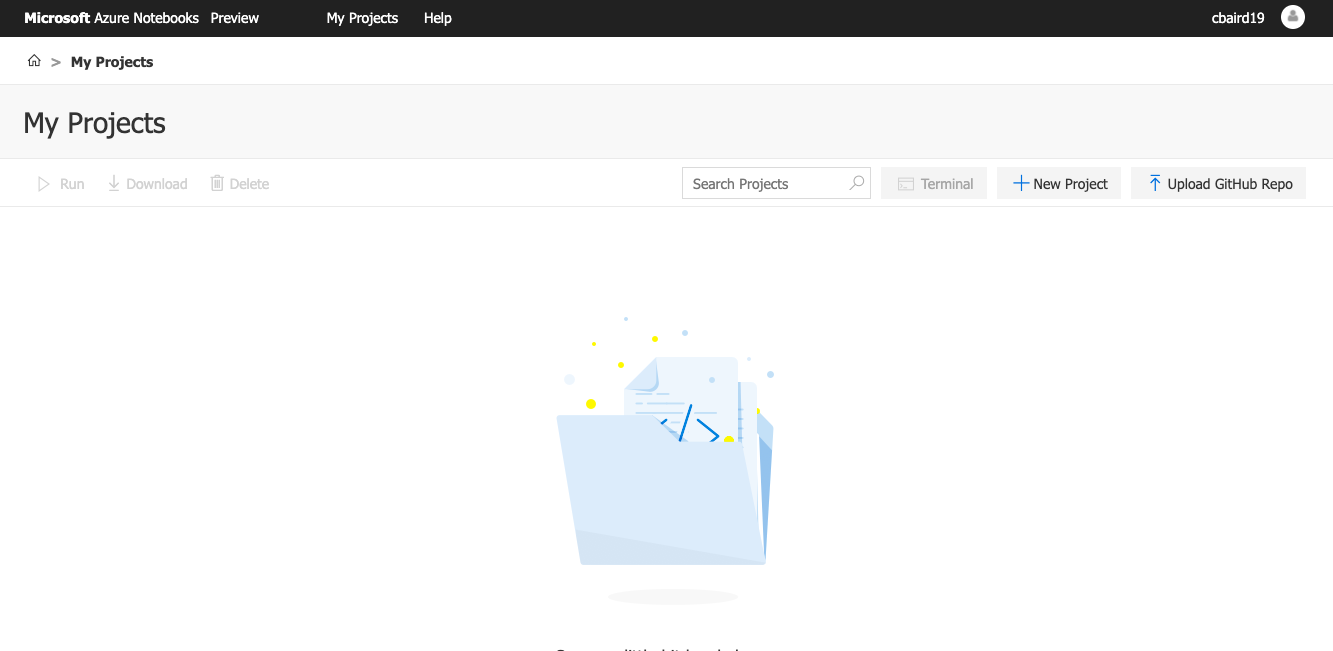 Microsoft Azure Notebooks Preview My Projects Help cbaird19
> My Projects
My Projects
Run Download Delete Search Projects Terminal New Project Upload GitHub Repo
</>